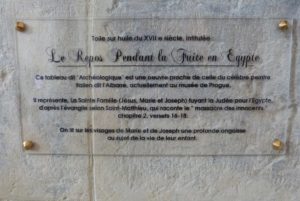 Toile sur huile du XVII e siècle, intitulée :
Le Repos Pendant la Fuite en Egypte
Ce tableau dit "Archéologique" est une oeuvre proche de celui du célèbre peintre
italien dit l'Albane, actuellement au musée de Prague.
Il représente, La Sainte Famille (Jésus, Marie et Joseph) fuyant la Judée pour l'Egypte,
d'après l'évangile selon Saint-Matthieu, qui raconte le " massacre des innocents "
chapitre 2, versets 16-18.
On lit sur les visages de Marie et de Joseph une profonde angoisse
au sujet de la vie de leur enfant.